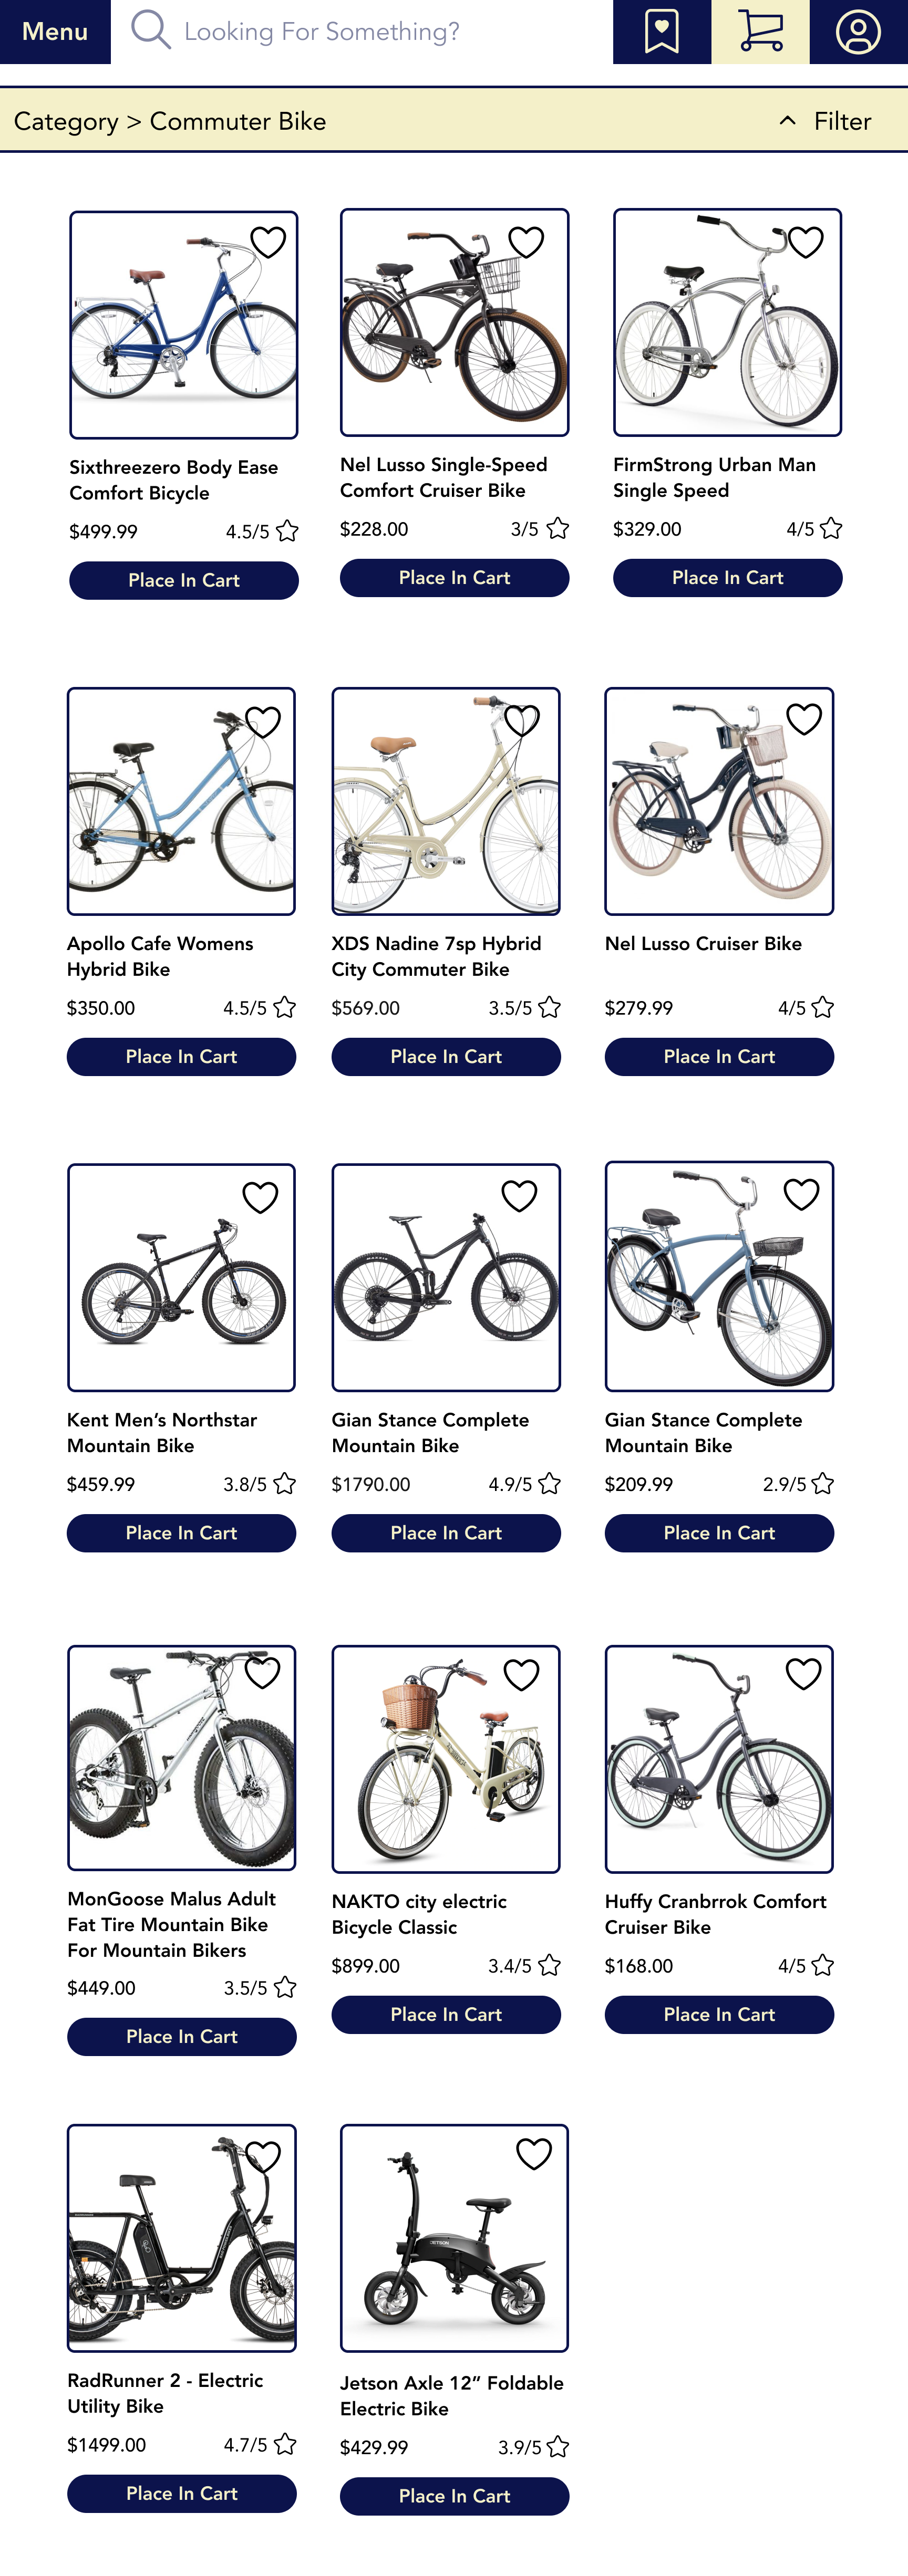 Menu
Looking For Something?
Category > Commuter Bike
Filter
Sixthreezero Body Ease
Comfort Bicycle
$499.99 4.5/5
Place In Cart
Nel Lusso Single-Speed
Comfort Cruiser Bike
$228.00 3/5
Place In Cart
FirmStrong Urban Man
Single Speed
$329.00 4/5
Place In Cart
Apollo Cafe Womens
Hybrid Bike
$350.00 4.5/5
Place In Cart
XDS Nadine 7sp Hybrid
City Commuter Bike
$569.00 3.5/5
Place In Cart
Nel Lusso Cruiser Bike
$279.99 4/5
Place In Cart
Kent Men’s Northstar
Mountain Bike
$459.99 3.8/5
Place In Cart
Gian Stance Complete
Mountain Bike
$1790.00 4.9/5
Place In Cart
Gian Stance Complete
Mountain Bike
$209.99 2.9/5
Place In Cart
MonGoose Malus Adult
Fat Tire Mountain Bike
For Mountain Bikers
$449.00 3.5/5
Place In Cart
NAKTO city electric
Bicycle Classic
$899.00 3.4/5
Place In Cart
Huffy Cranbrrok Comfort
Cruiser Bike
$168.00 4/5
Place In Cart
RadRunner 2 - Electric
Utility Bike
$1499.00 4.7/5
Place In Cart
JETSON
Jetson Axle 12” Foldable
Electric Bike
$429.99 3.9/5
Place In Cart